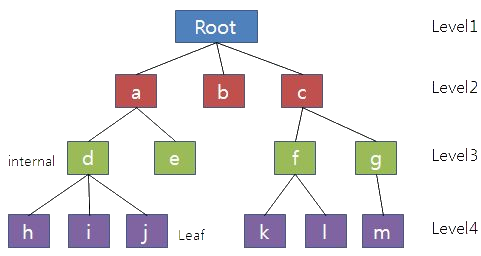 Root Level1
a b c Level2
internal d e f g Level3
h i j Leaf k l m Level4